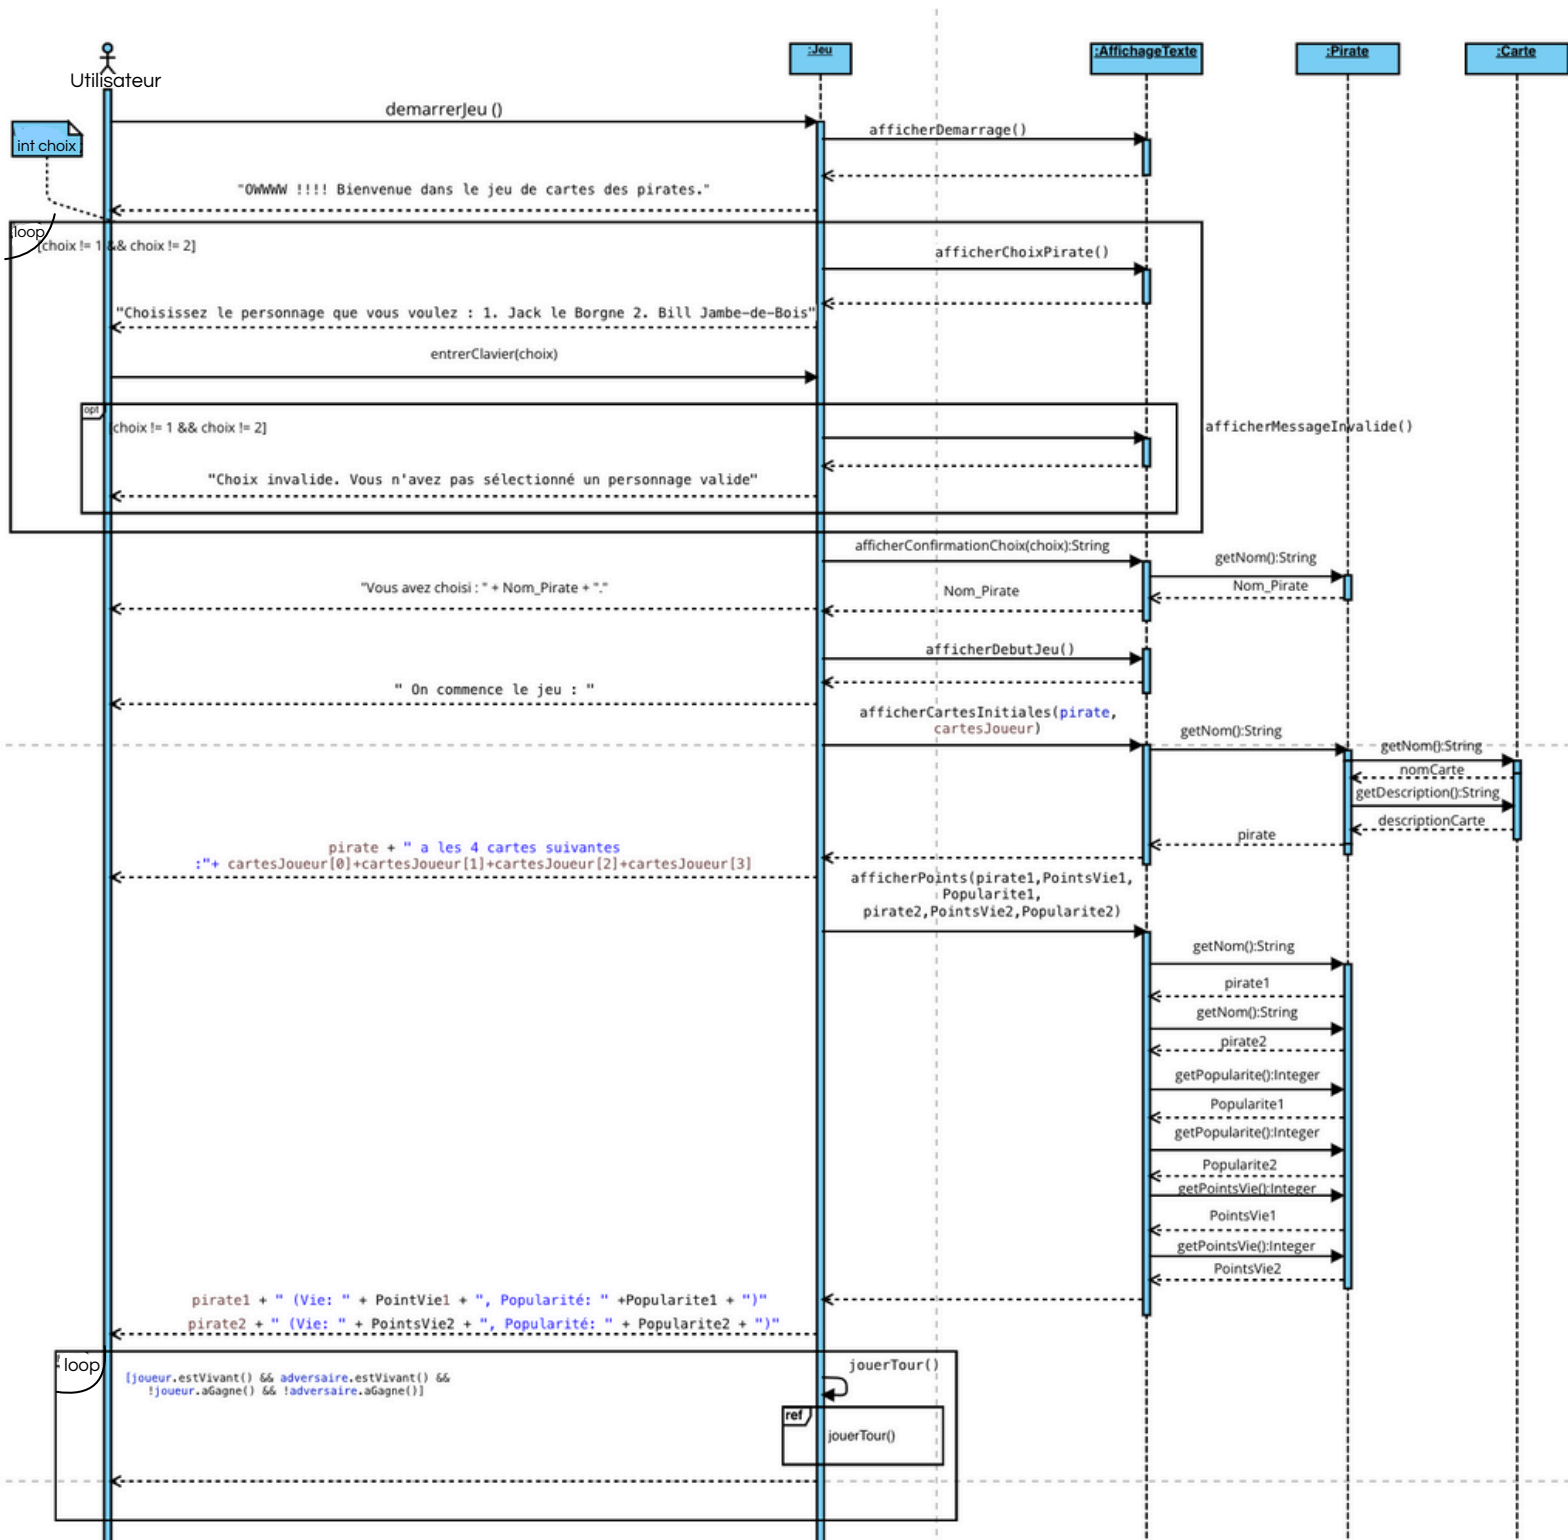 :Jeu
:AffichageTexte
:Pirate
:Carte
Utilisateur
demarrerJeu ()
int choix
afficherDemarrage()
"OWWWW !!!! Bienvenue dans le jeu de cartes des pirates."
loop
[choix != 1 && choix != 2]
afficherChoixPirate()
"Choisissez le personnage que vous voulez : 1. Jack le Borgne 2. Bill Jambe-de-Bois"
entrerClavier(choix)
opt
[choix != 1 && choix != 2]
afficherMessageInvalide()
"Choix invalide. Vous n'avez pas sélectionné un personnage valide"
afficherConfirmationChoix(choix):String
getNom():String
"Vous avez choisi : " + Nom_Pirate + "."
Nom_Pirate
Nom_Pirate
afficherDebutJeu()
" On commence le jeu : "
afficherCartesInitiales(pirate,
cartesJoueur)
getNom():String
getNom():String
nomCarte
getDescription():String
descriptionCarte
pirate
pirate + " a les 4 cartes suivantes
:"+ cartesJoueur[0]+cartesJoueur[1]+cartesJoueur[2]+cartesJoueur[3]
afficherPoints(pirate1,PointsVie1,
Popularite1,
pirate2,PointsVie2,Popularite2)
getNom():String
pirate1
getNom():String
pirate2
getPopularite():Integer
Popularite1
getPopularite():Integer
Popularite2
getPointsVie():Integer
PointsVie1
getPointsVie():Integer
PointsVie2
pirate1 + " (Vie: " + PointVie1 + ", Popularité: " +Popularite1 + ")"
pirate2 + " (Vie: " + PointsVie2 + ", Popularité: " + Popularite2 + ")"
loop
[joueur.estVivant() && adversaire.estVivant() &&
!joueur.aGagne() && !adversaire.aGagne()]
jouerTour()
ref
jouerTour()